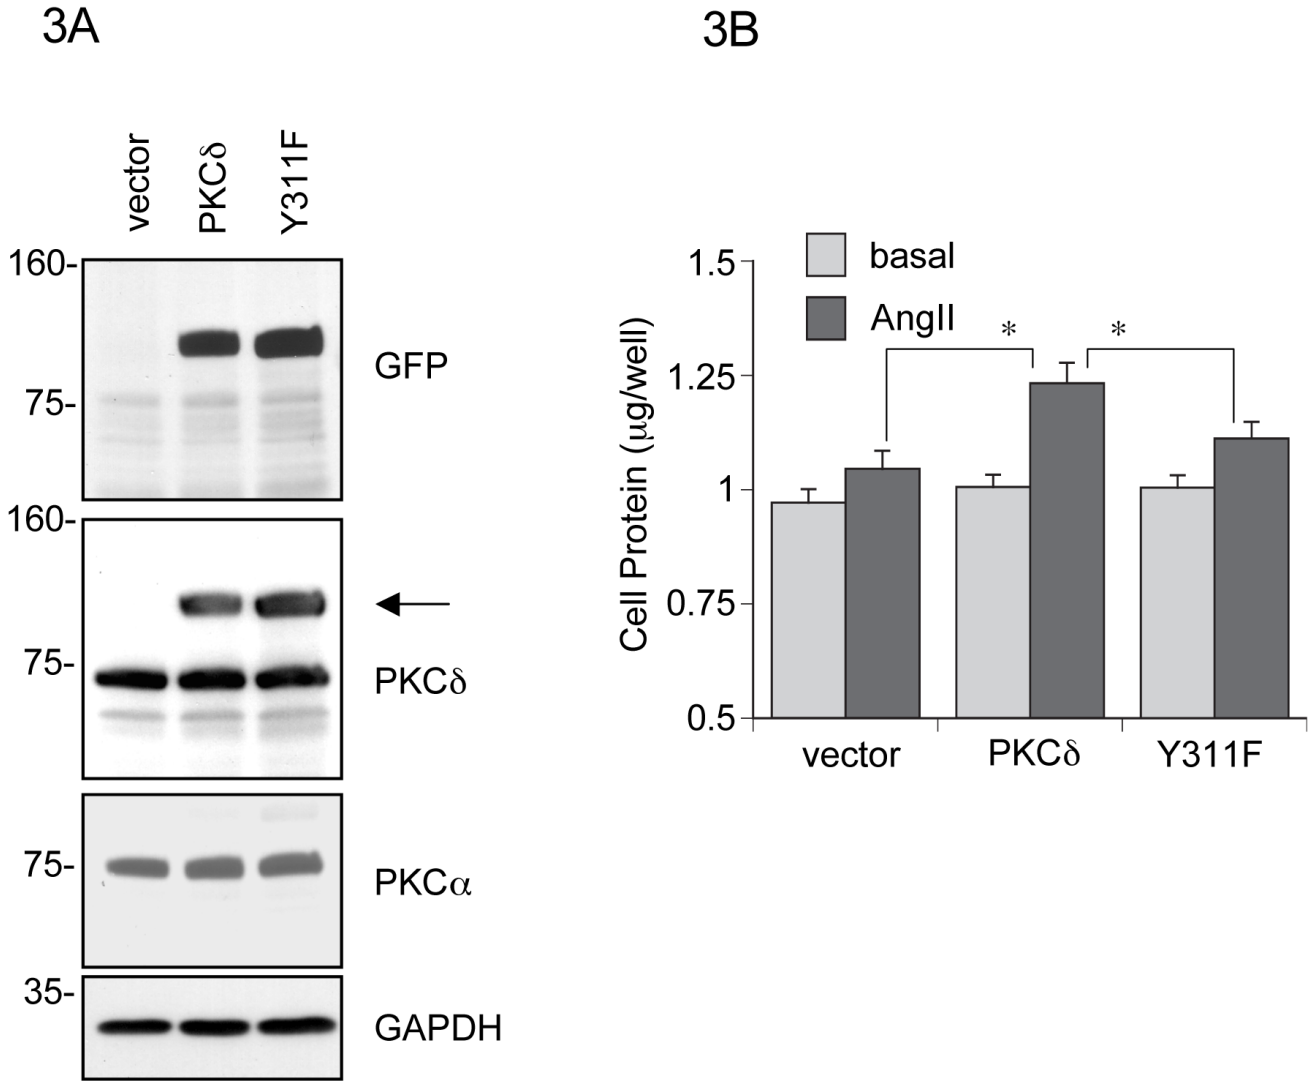 3A
vector
PKCδ
Y311F
160-
GFP
75-
160-
75-
PKCδ
75-
PKCα
35-
GAPDH
3B
basal
AngII
* *
Cell Protein (μg/well)
1.5
1.25
1
0.75
0.5
vector PKCδ Y311F